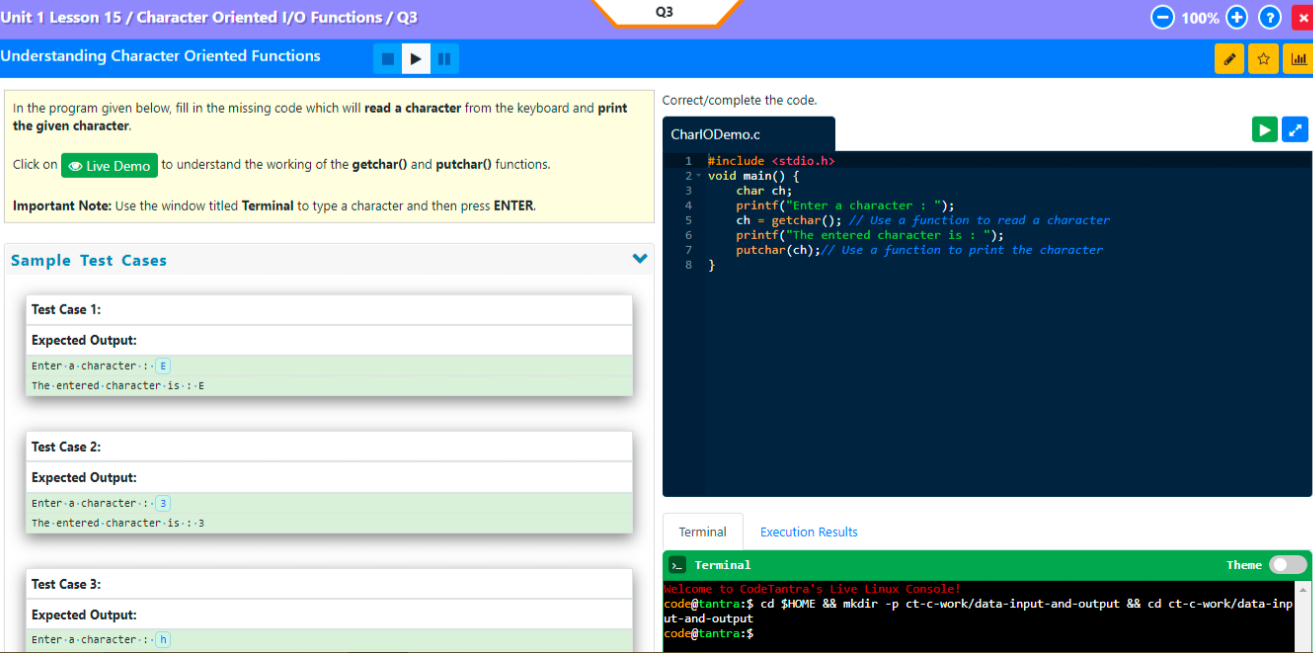 Unit 1 Lesson 15 / Character Oriented I/O Functions / Q3
Q3
100%
?
Understanding Character Oriented Functions
In the program given below, fill in the missing code which will read a character from the keyboard and print
the given character.
Click on Live Demo to understand the working of the getchar() and putchar() functions.
Important Note: Use the window titled Terminal to type a character and then press ENTER.
Sample Test Cases
Test Case 1:
Expected Output:
Enter·a·character·:·E
The·entered·character·is·:·E
Test Case 2:
Expected Output:
Enter·a·character·:·3
The·entered·character·is·:·3
Test Case 3:
Expected Output:
Enter·a·character·:·h
Correct/complete the code.
CharIODemo.c
1 #include <stdio.h>
2 void main() {
3 char ch;
4 printf("Enter a character : ");
5 ch = getchar(); // Use a function to read a character
6 printf("The entered character is : ");
7 putchar(ch);// Use a function to print the character
8 }
Terminal Execution Results
>_ Terminal Theme
Welcome to CodeTantra's Live Linux Console!
code@tantra:$ cd $HOME && mkdir -p ct-c-work/data-input-and-output && cd ct-c-work/data-inp
ut-and-output
code@tantra:$